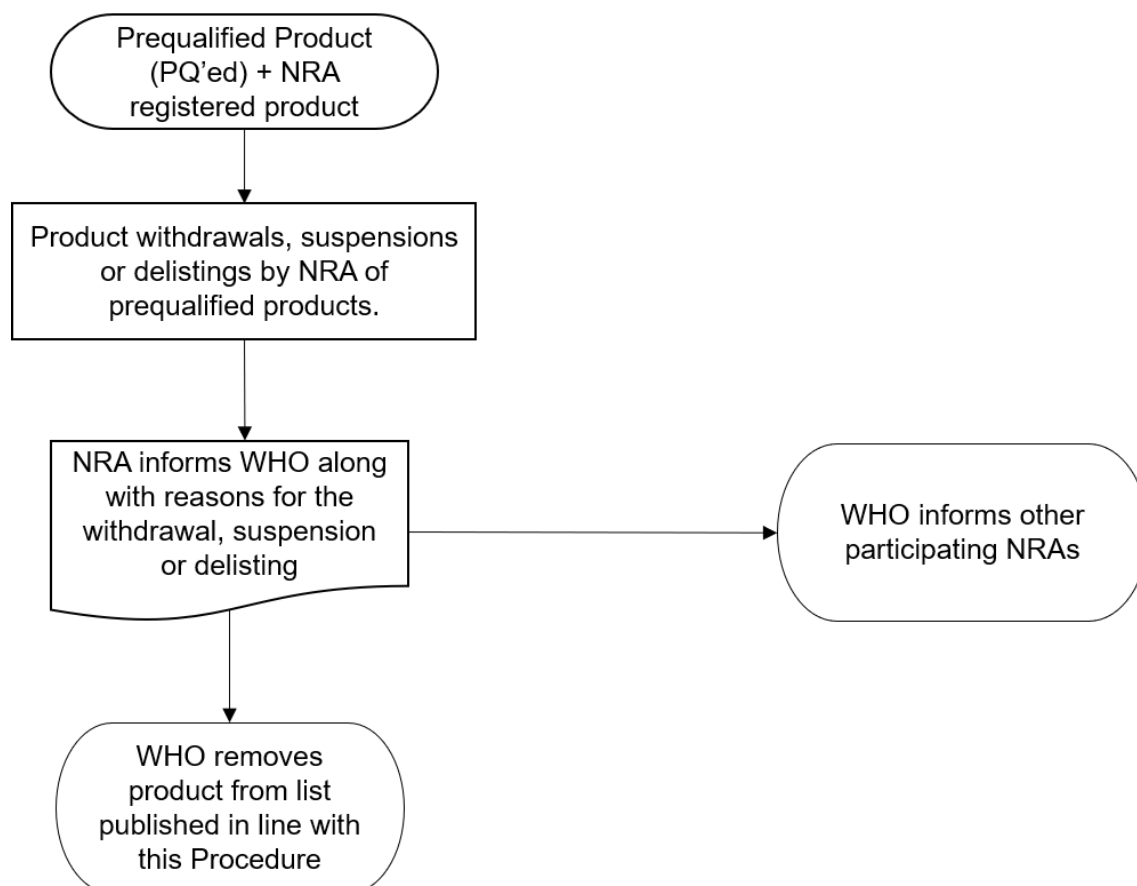 Prequalified Product
(PQ’ed) + NRA
registered product
Product withdrawals, suspensions
or delistings by NRA of
prequalified products.
NRA informs WHO along
with reasons for the
withdrawal, suspension
or delisting
WHO informs other
participating NRAs
WHO removes
product from list
published in line with
this Procedure